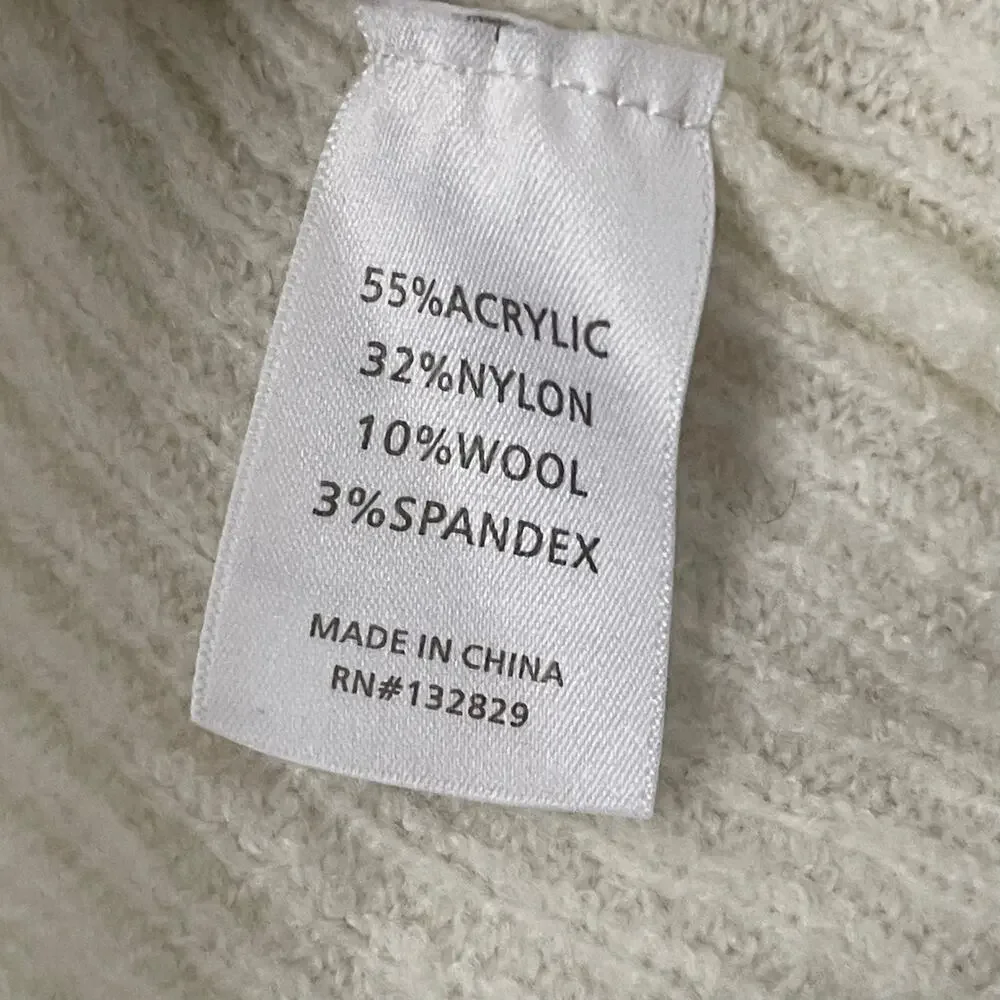 55%ACRYLIC
32%NYLON
10%WOOL
3%SPANDEX
MADE IN CHINA
RN#132829